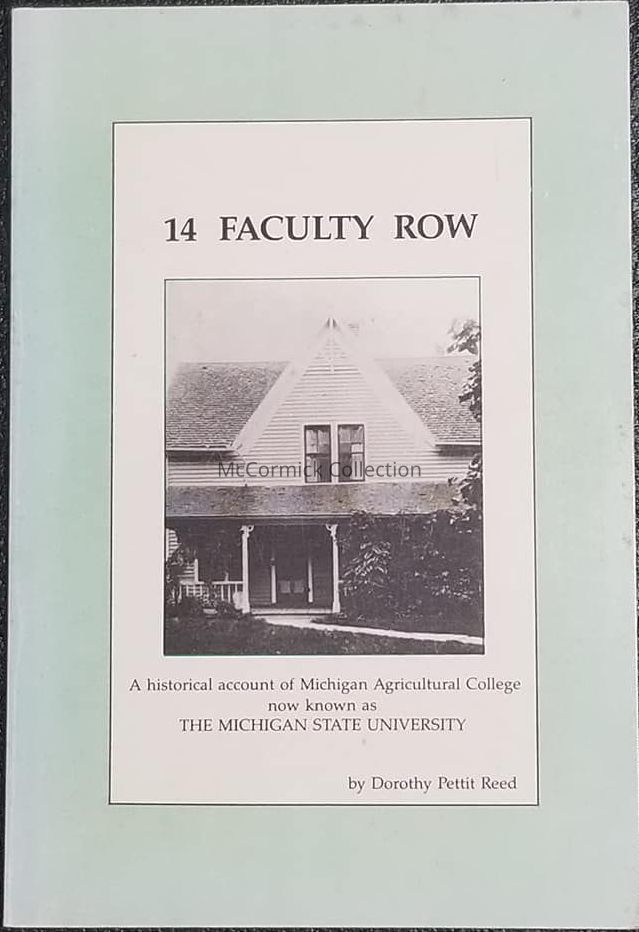 14 FACULTY ROW
McCormick Collection
A historical account of Michigan Agricultural College
now known as
THE MICHIGAN STATE UNIVERSITY
by Dorothy Pettit Reed